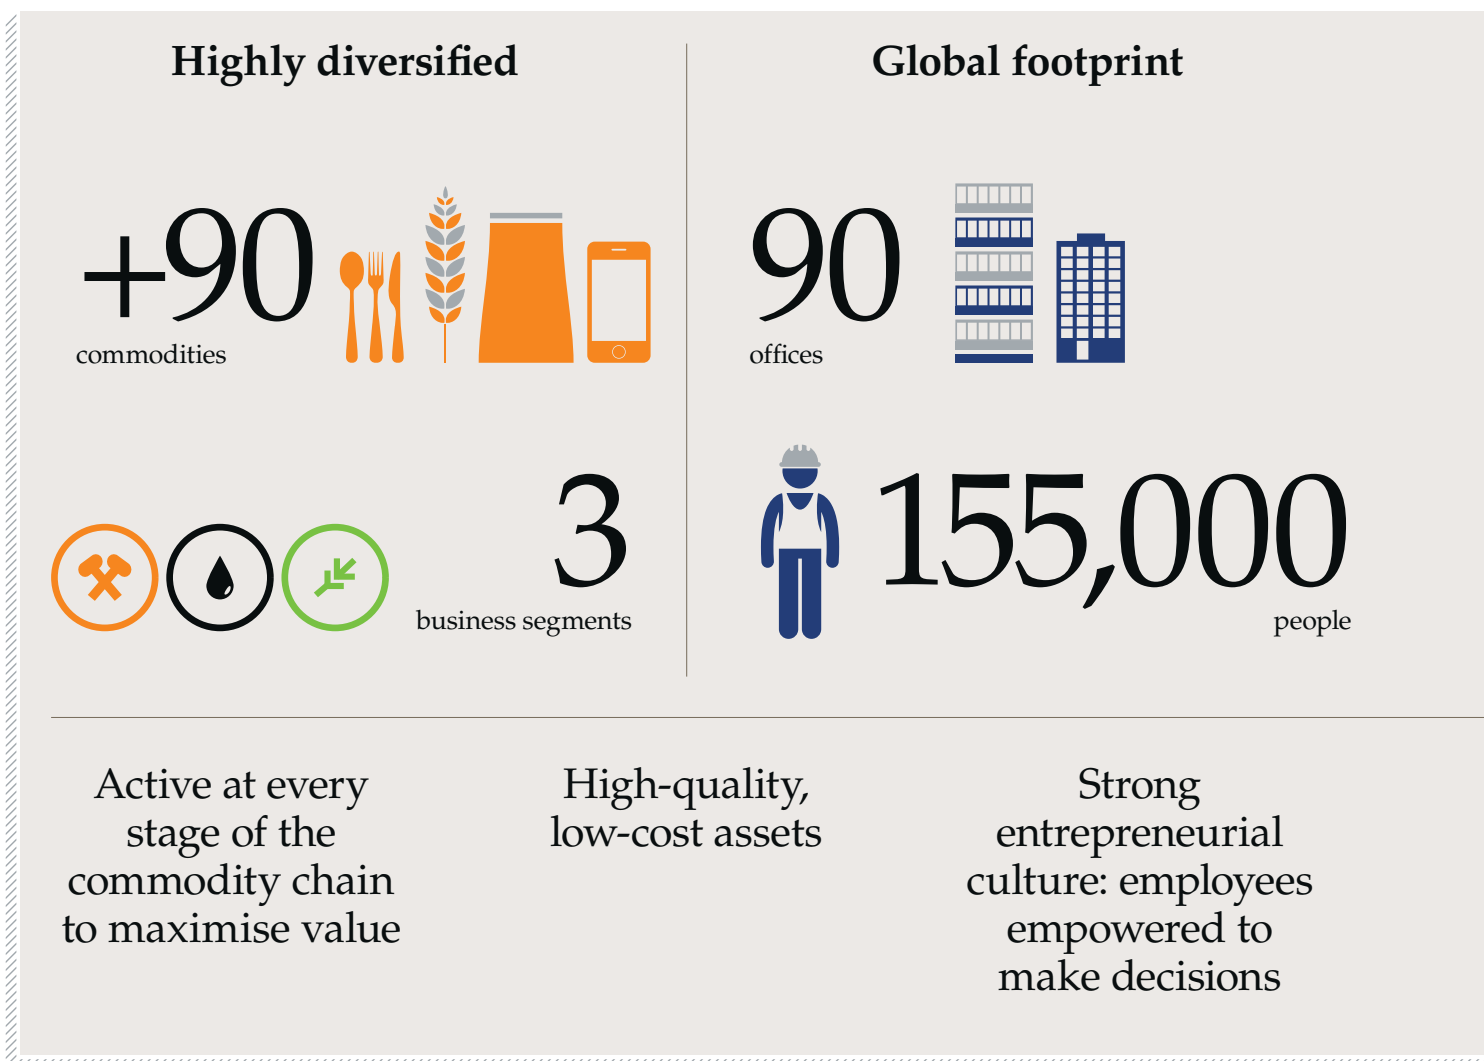 Highly diversified
+90
commodities
3
business segments
Global footprint
90
offices
155,000
people
Active at every
stage of the
commodity chain
to maximise value
High-quality,
low-cost assets
Strong
entrepreneurial
culture: employees
empowered to
make decisions